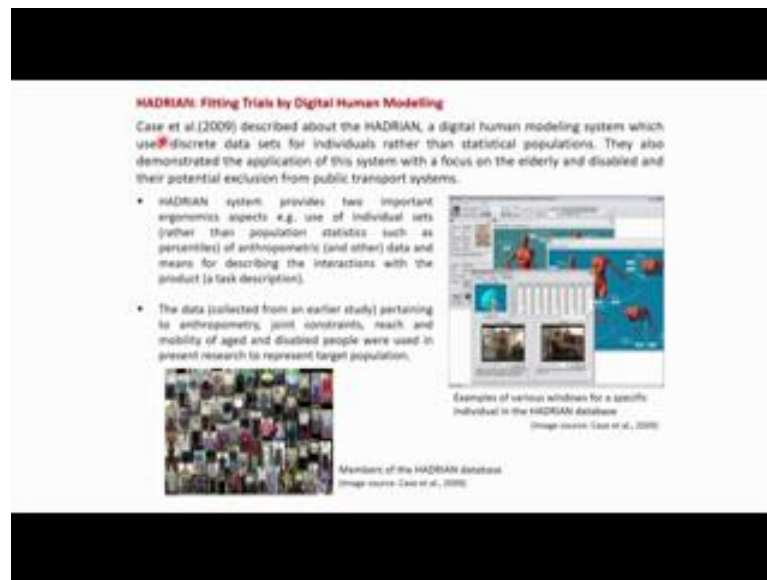 HADRIAN: Fitting Trials by Digital Human Modelling
Case et al.(2009) described about the HADRIAN, a digital human modeling system which
use discrete data sets for individuals rather than statistical populations. They also
demonstrated the application of this system with a focus on the elderly and disabled and
their potential exclusion from public transport systems.
• HADRIAN system provides two important
ergonomics aspects e.g. use of individual sets
(rather than population statistics such as
percentiles) of anthropometric (and other) data and
means for describing the interactions with the
product (a task description).
• The data (collected from an earlier study) pertaining
to anthropometry, joint constraints, reach and
mobility of aged and disabled people were used in
present research to represent target population.
Examples of various windows for a specific
individual in the HADRIAN database
(Image source: Case et al., 2009)
Members of the HADRIAN database
(Image source: Case et al., 2009)